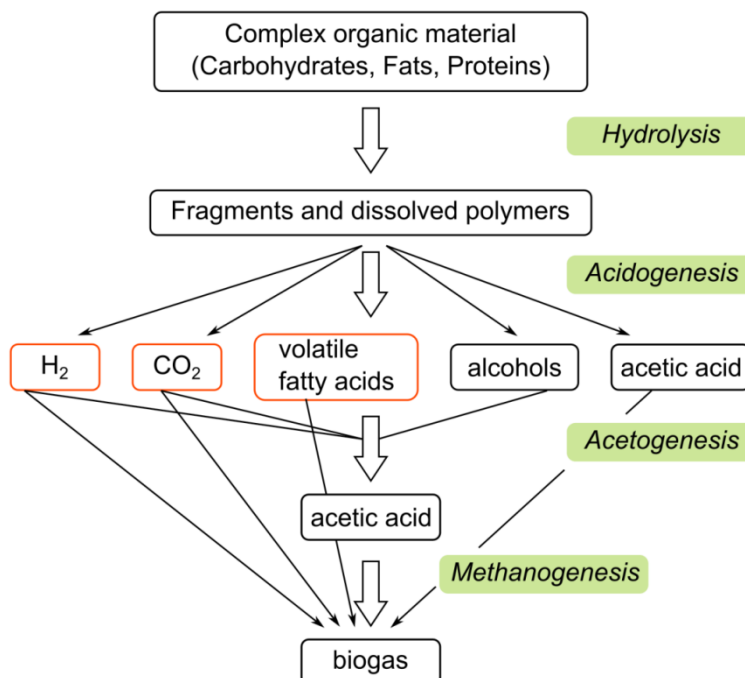 Complex organic material
(Carbohydrates, Fats, Proteins)
Hydrolysis
Fragments and dissolved polymers
Acidogenesis
H₂
CO₂
volatile
fatty acids
alcohols
acetic acid
Acetogenesis
acetic acid
Methanogenesis
biogas